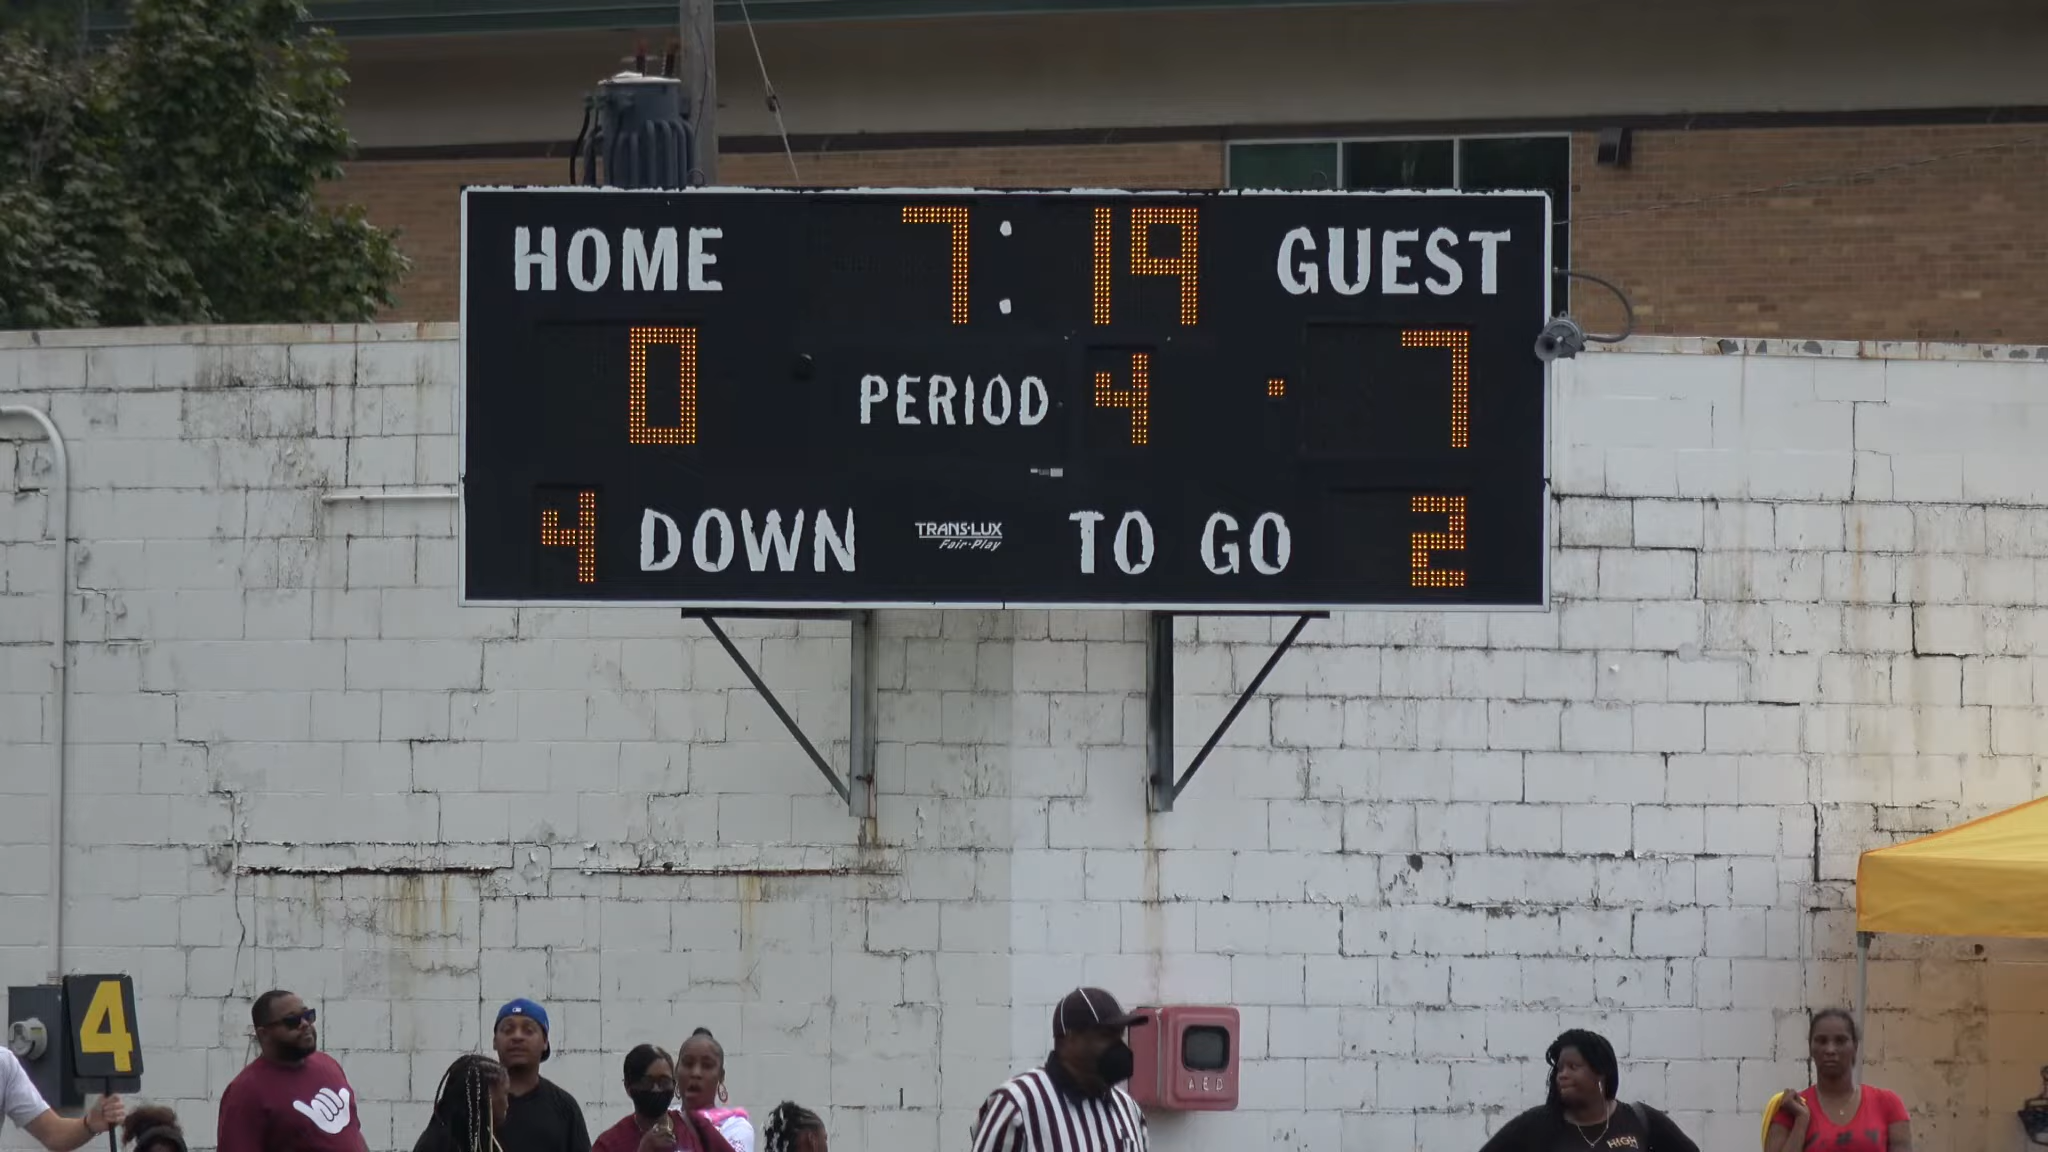 HOME 7:19 GUEST
0 PERIOD 4 7
4 DOWN TRANS-LUX TO GO 2
Fair-Play
4
AED
HIGH